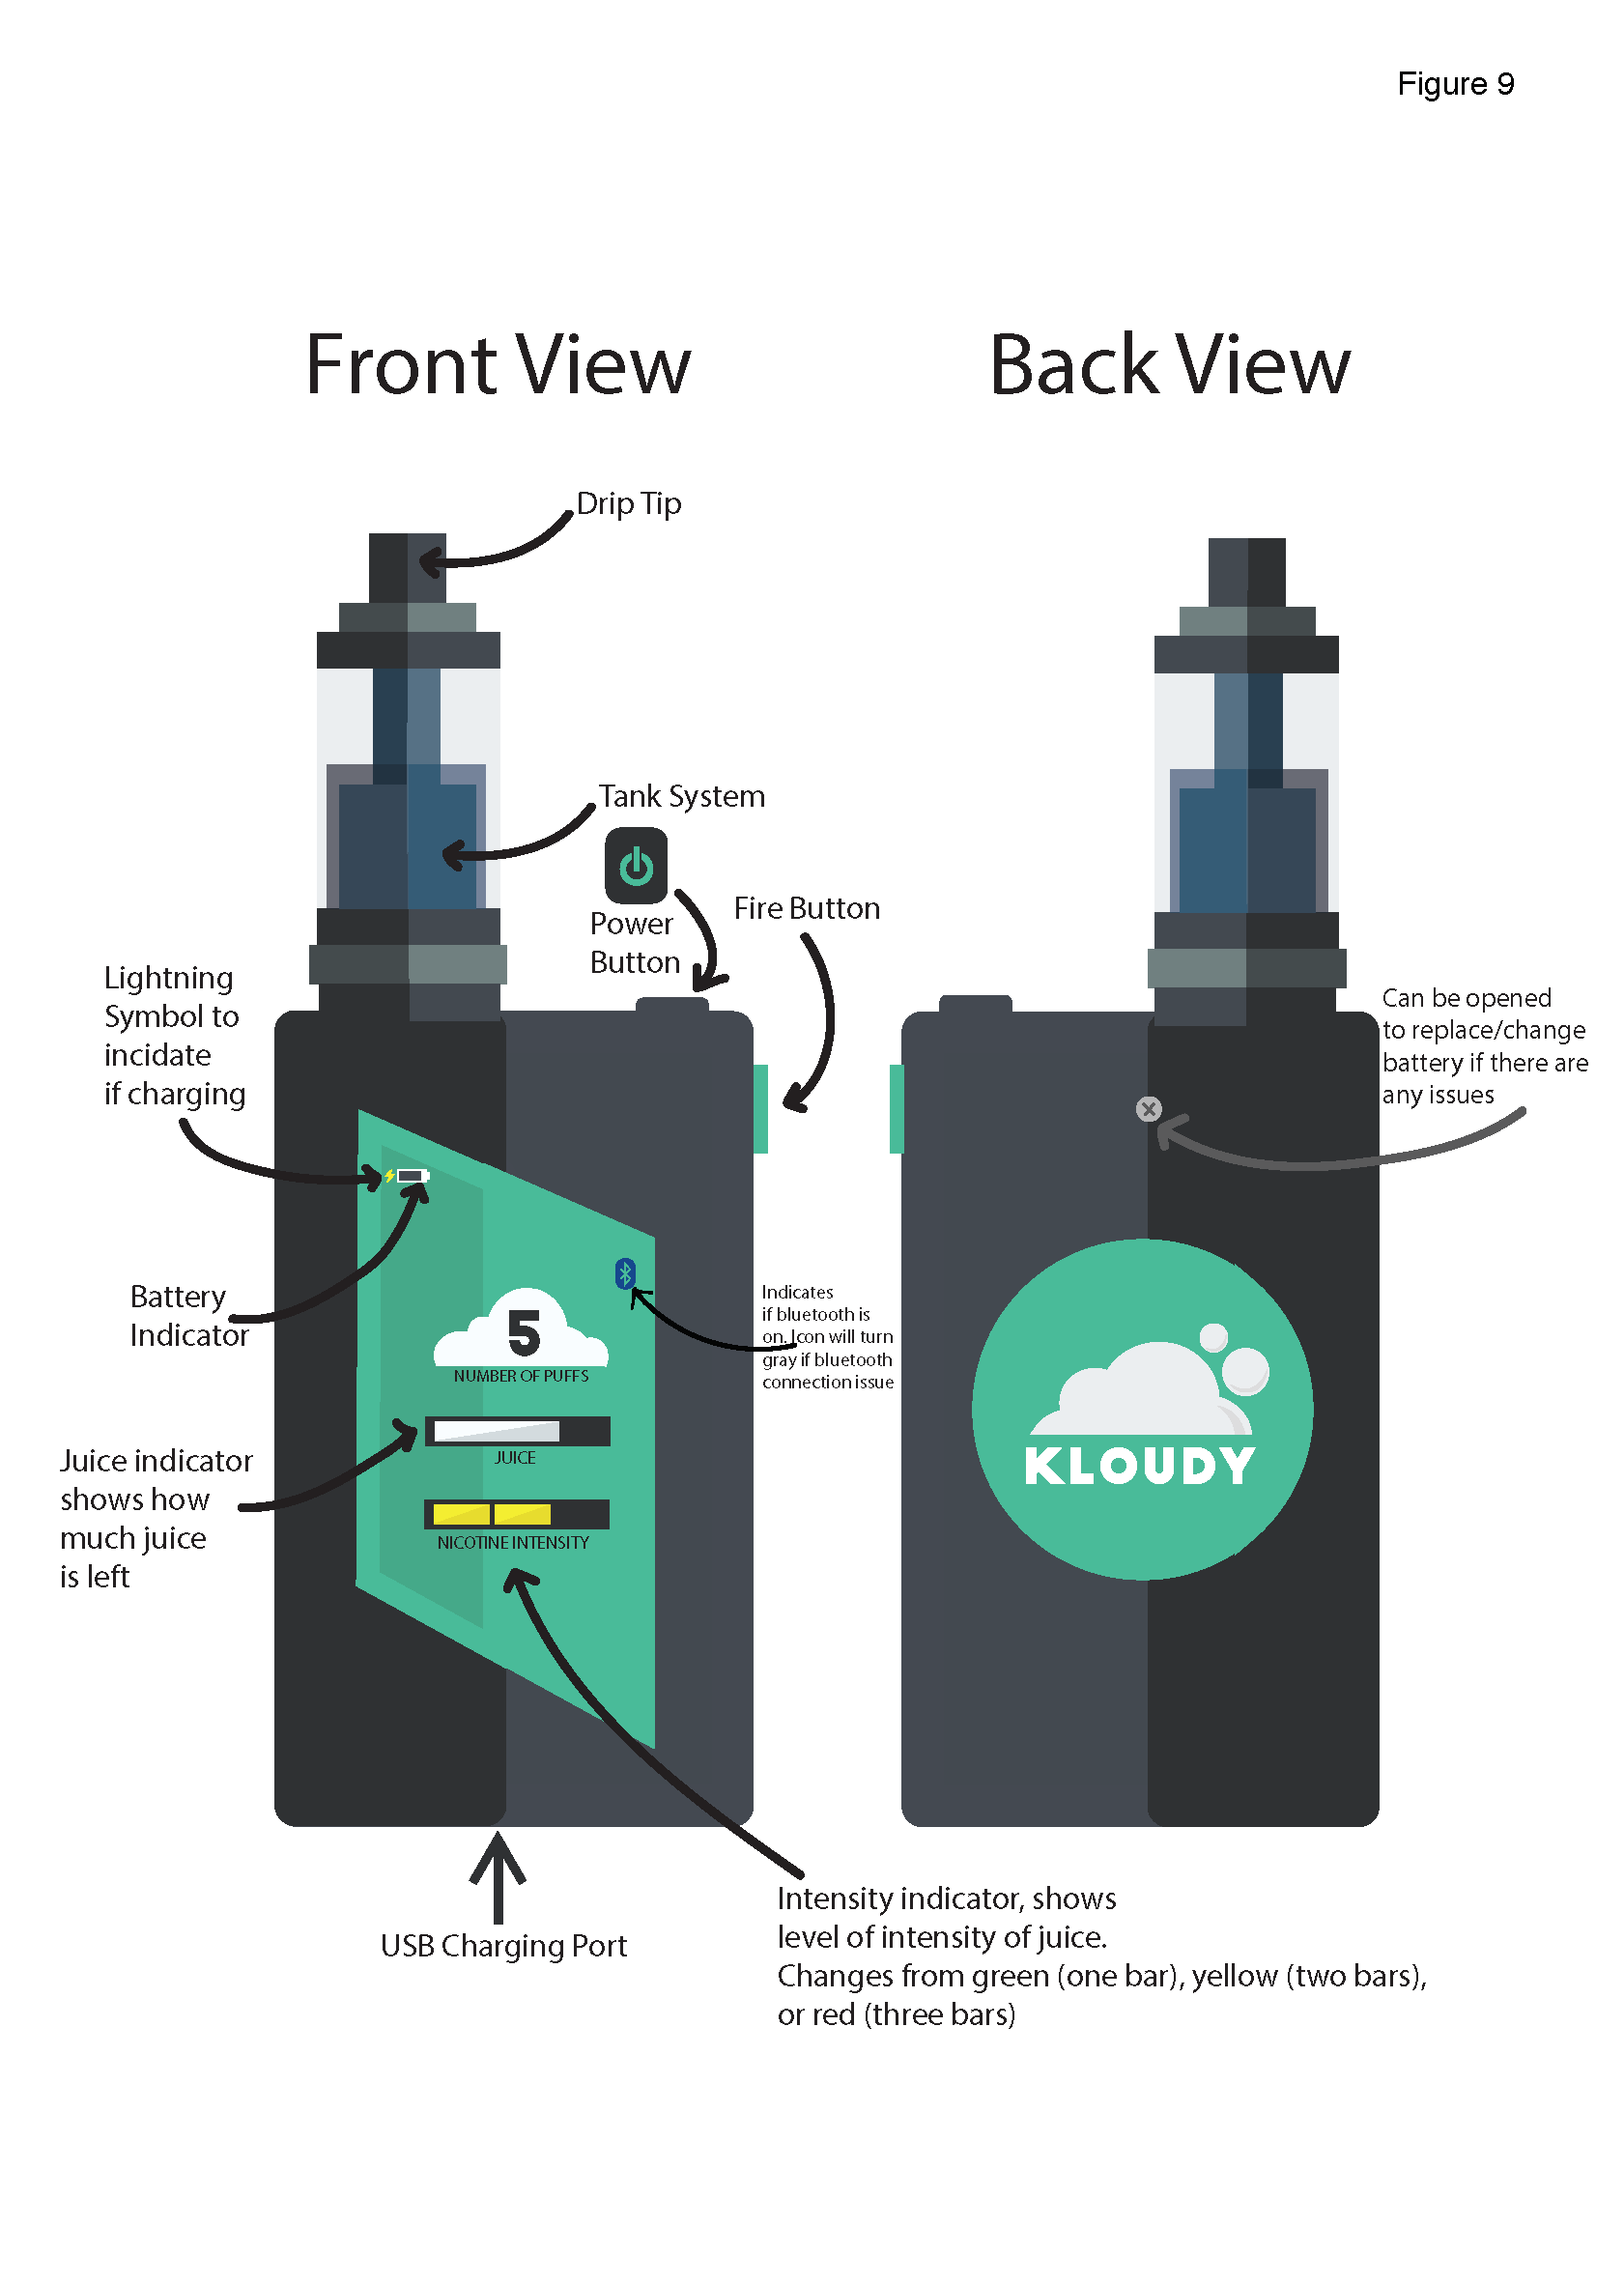 Figure 9
Front View
Back View
Drip Tip
Tank System
Power
Button
Fire Button
Lightning
Symbol to
incidate
if charging
Can be opened
to replace/change
battery if there are
any issues
Battery
Indicator
Indicates
if bluetooth is
on. Icon will turn
gray if bluetooth
connection issue
5
NUMBER OF PUFFS
JUICE
NICOTINE INTENSITY
KLOUDY
Juice indicator
shows how
much juice
is left
USB Charging Port
Intensity indicator, shows
level of intensity of juice.
Changes from green (one bar), yellow (two bars),
or red (three bars)